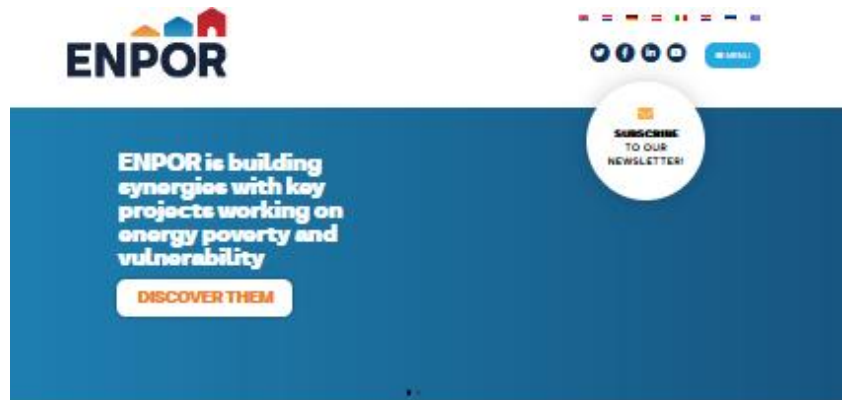 ENPOR
MENU
SUBSCRIBE
TO OUR
NEWSLETTER!
ENPOR is building
synergies with key
projects working on
energy poverty and
vulnerability
DISCOVER THEM